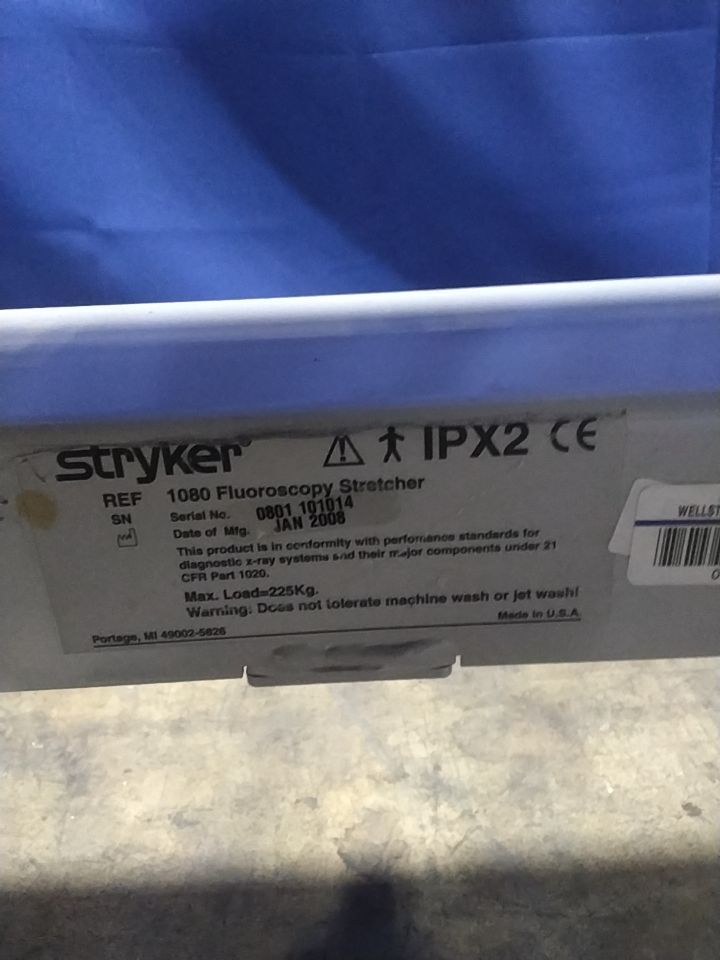 stryker
IPX2 CE
REF 1080 Fluoroscopy Stretcher
SN Serial No. 0801 101014
Date of Mfg. JAN 2008
This product is in conformity with performance standards for
diagnostic x-ray systems and their major components under 21
CFR Part 1020.
Max. Load=225Kg.
Warning: Does not tolerate machine wash or jet wash!
Portage, MI 49002-5826 Made in U.S.A.
WELLST